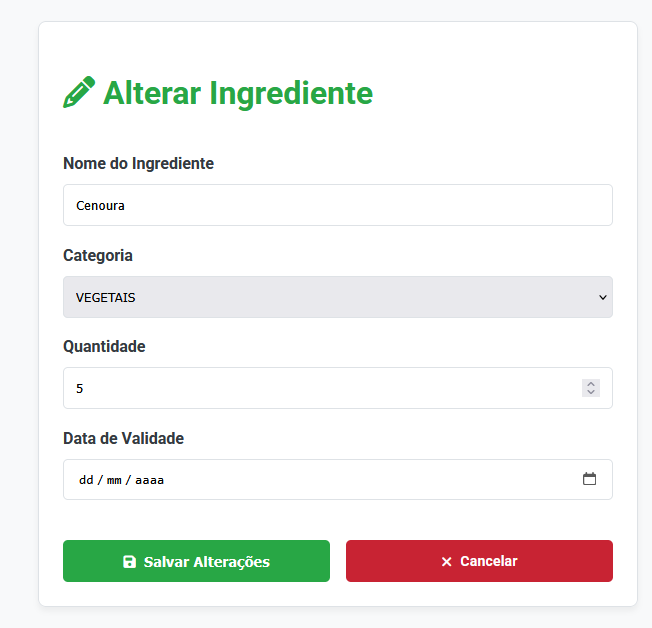 Alterar Ingrediente
Nome do Ingrediente
Cenoura
Categoria
VEGETAIS
Quantidade
5
Data de Validade
dd / mm / aaaa
Salvar Alterações
Cancelar